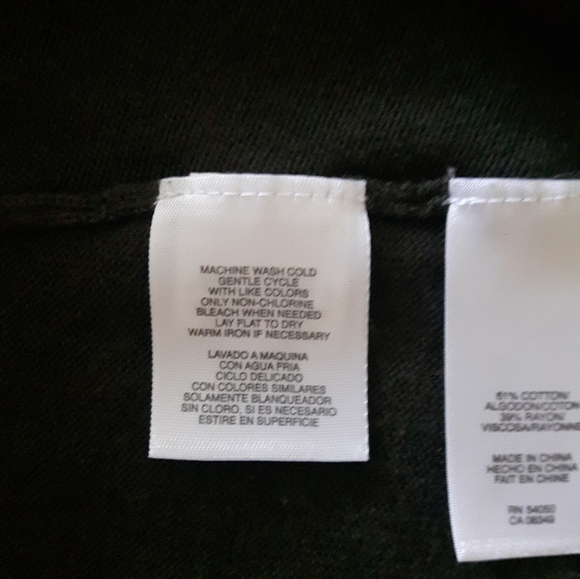 MACHINE WASH COLD
GENTLE CYCLE
WITH LIKE COLORS
ONLY NON-CHLORINE
BLEACH WHEN NEEDED
LAY FLAT TO DRY
WARM IRON IF NECESSARY
LAVADO A MAQUINA
CON AGUA FRIA
CICLO DELICADO
CON COLORES SIMILARES
SOLAMENTE BLANQUEADOR
SIN CLORO, SI ES NECESARIO
ESTIRE EN SUPERFICIE
61% COTTON/
ALGODON/COTON
39% RAYON/
VISCOSA/RAYONNE
MADE IN CHINA
HECHO EN CHINA
FAIT EN CHINE
RN 54050
CA 08349